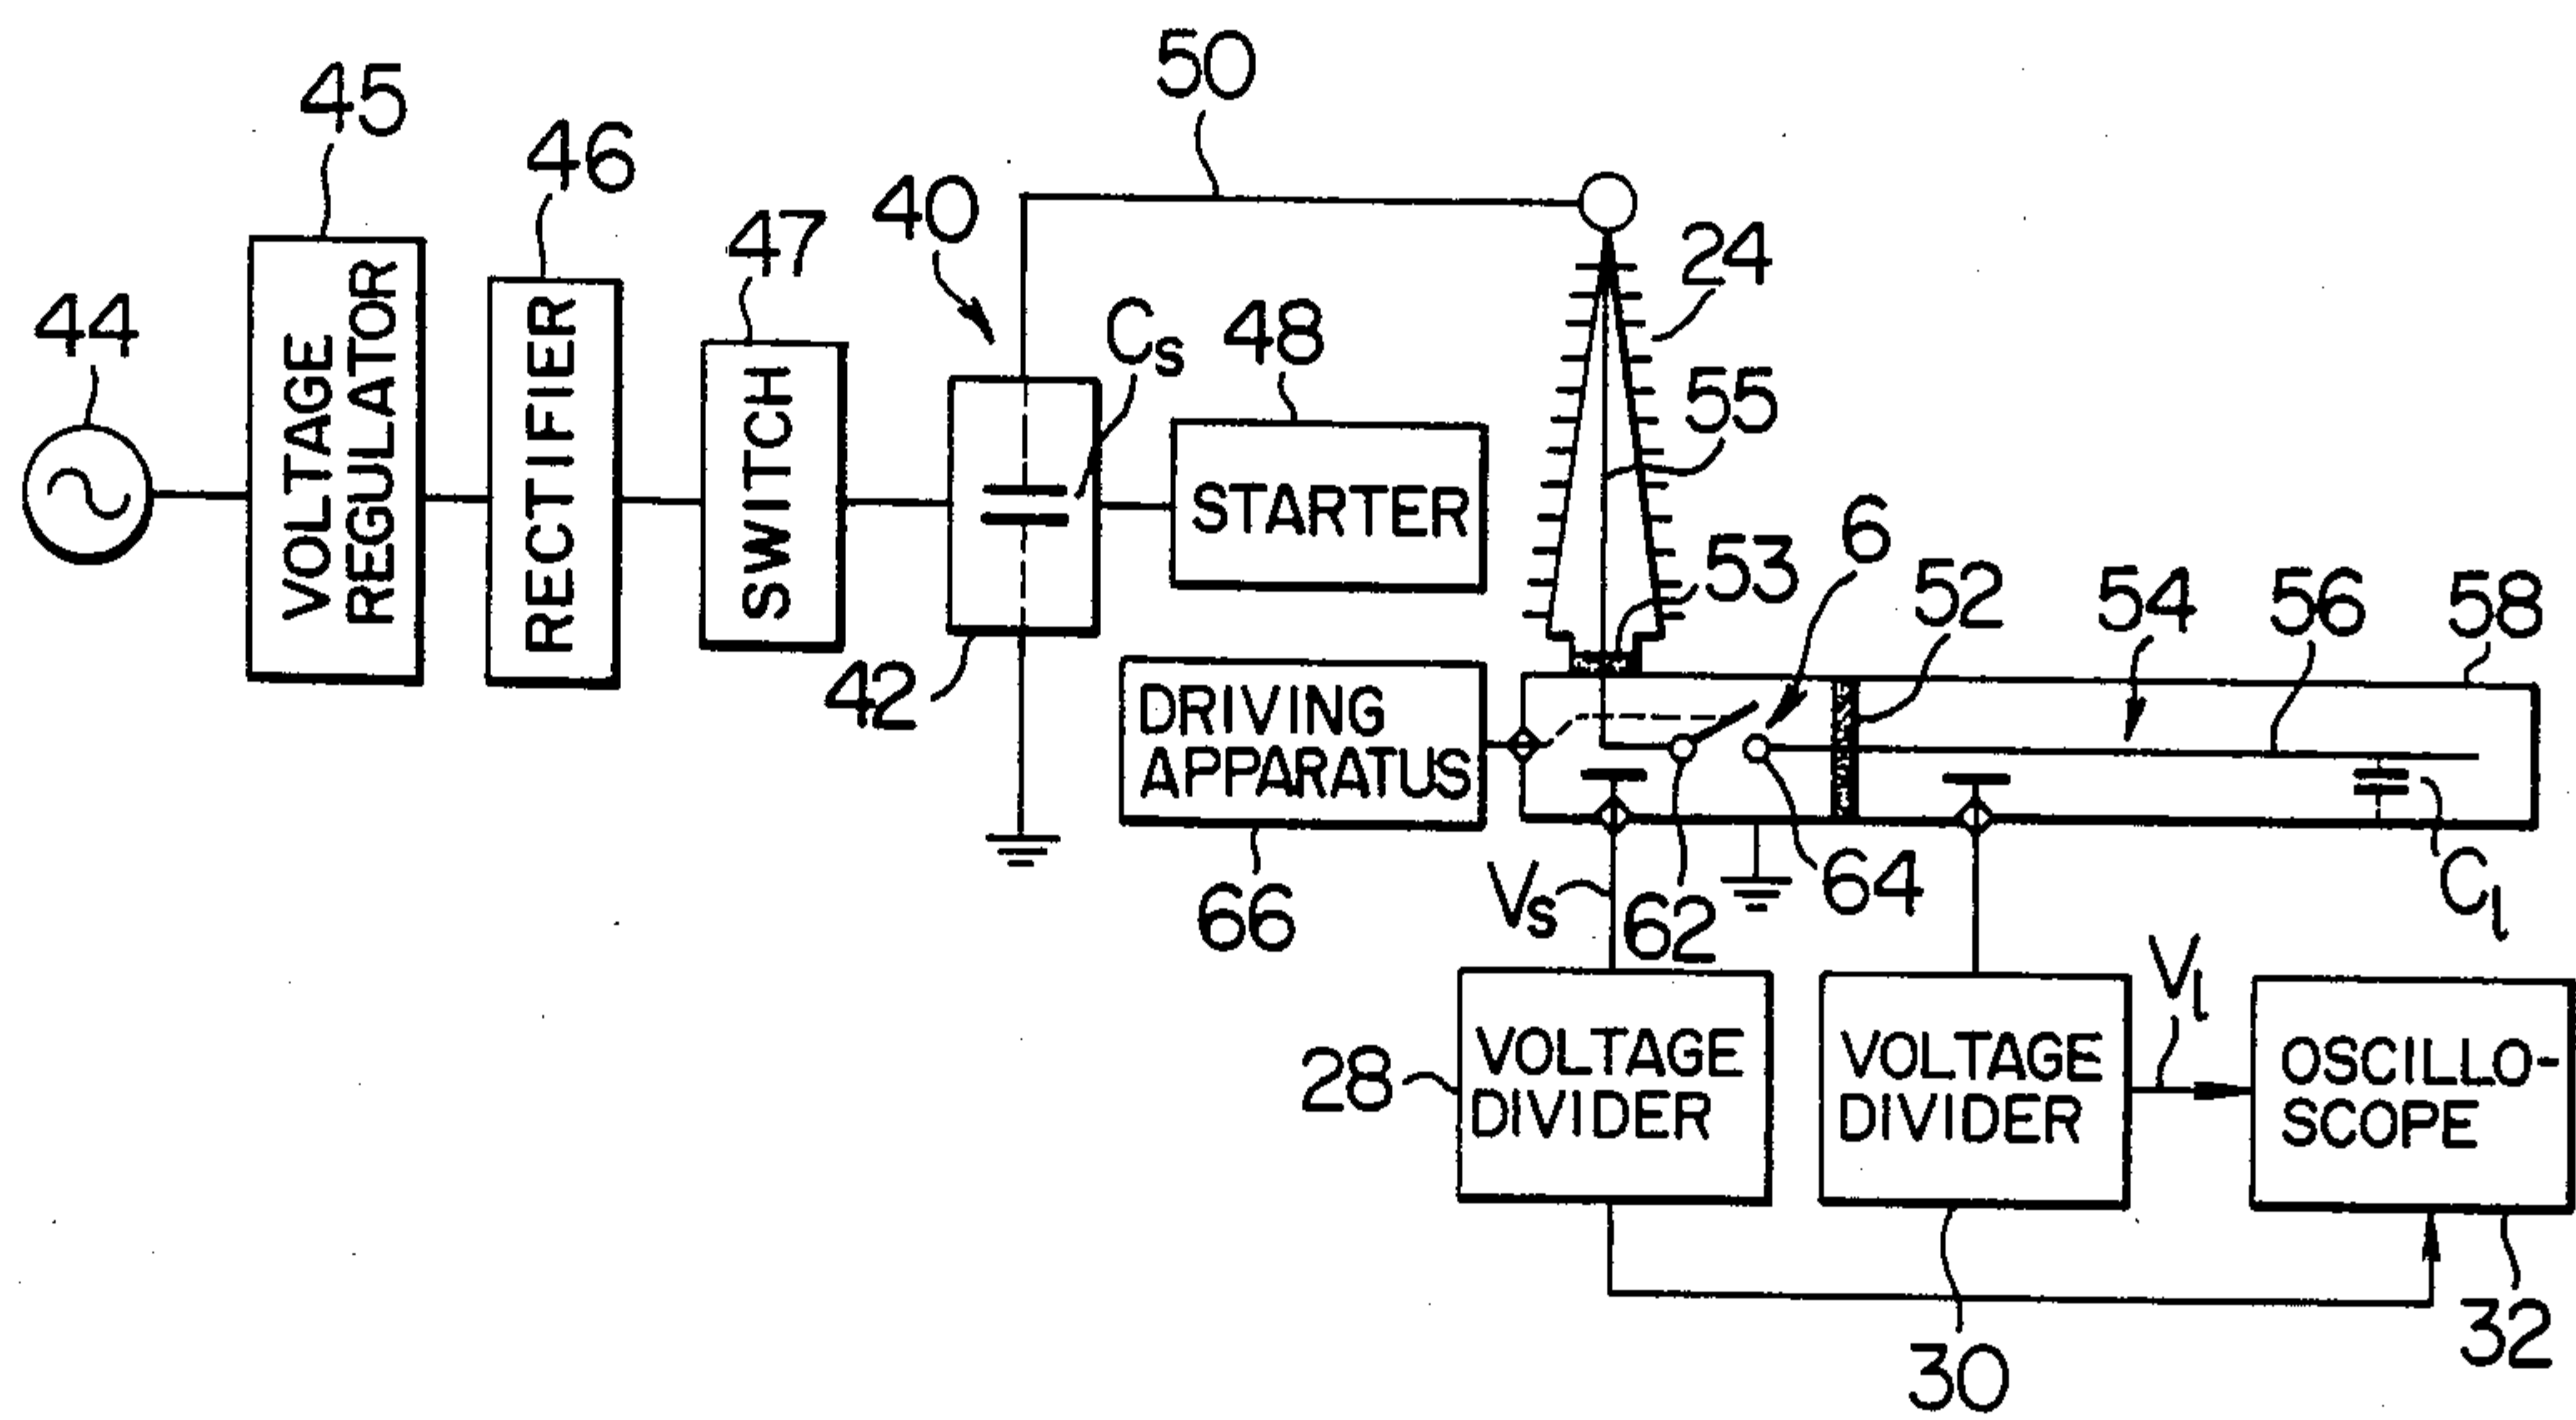 50
45
46
40
47
24
44
Cs
48
55
VOLTAGE
REGULATOR
RECTIFIER
SWITCH
STARTER
6
53
52
54
56
58
42
DRIVING
APPARATUS
66
Vs
62
64
Cl
Vl
28
VOLTAGE
DIVIDER
VOLTAGE
DIVIDER
OSCILLO-
SCOPE
30
32